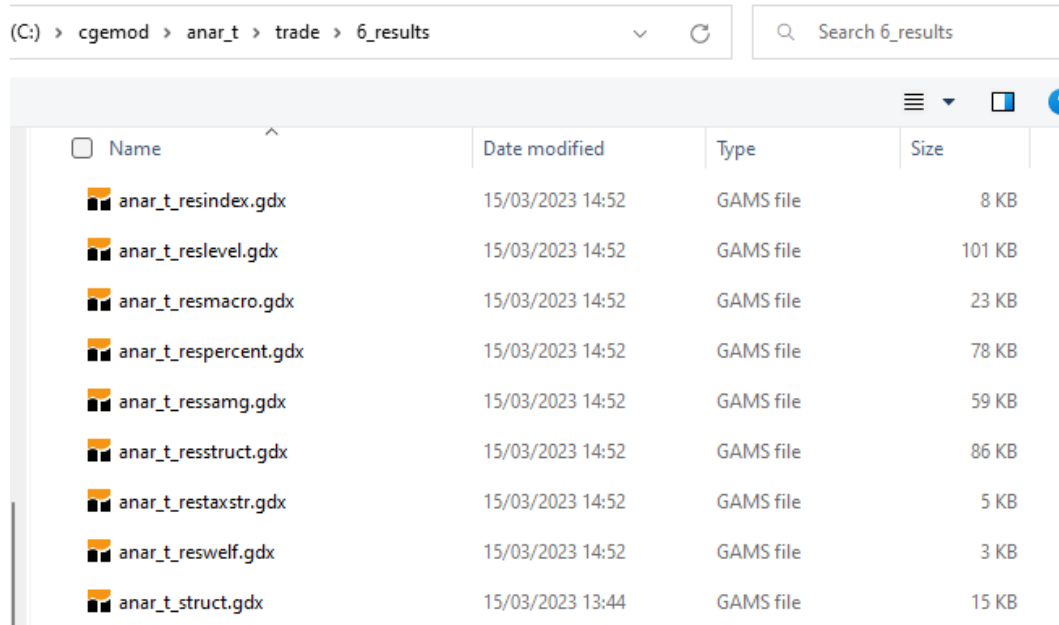 (C:) > cgemod > anar_t > trade > 6_results Search 6_results
Name Date modified Type Size
anar_t_resindex.gdx 15/03/2023 14:52 GAMS file 8 KB
anar_t_reslevel.gdx 15/03/2023 14:52 GAMS file 101 KB
anar_t_resmacro.gdx 15/03/2023 14:52 GAMS file 23 KB
anar_t_respercent.gdx 15/03/2023 14:52 GAMS file 78 KB
anar_t_ressamg.gdx 15/03/2023 14:52 GAMS file 59 KB
anar_t_resstruct.gdx 15/03/2023 14:52 GAMS file 86 KB
anar_t_restaxstr.gdx 15/03/2023 14:52 GAMS file 5 KB
anar_t_reswelf.gdx 15/03/2023 14:52 GAMS file 3 KB
anar_t_struct.gdx 15/03/2023 13:44 GAMS file 15 KB